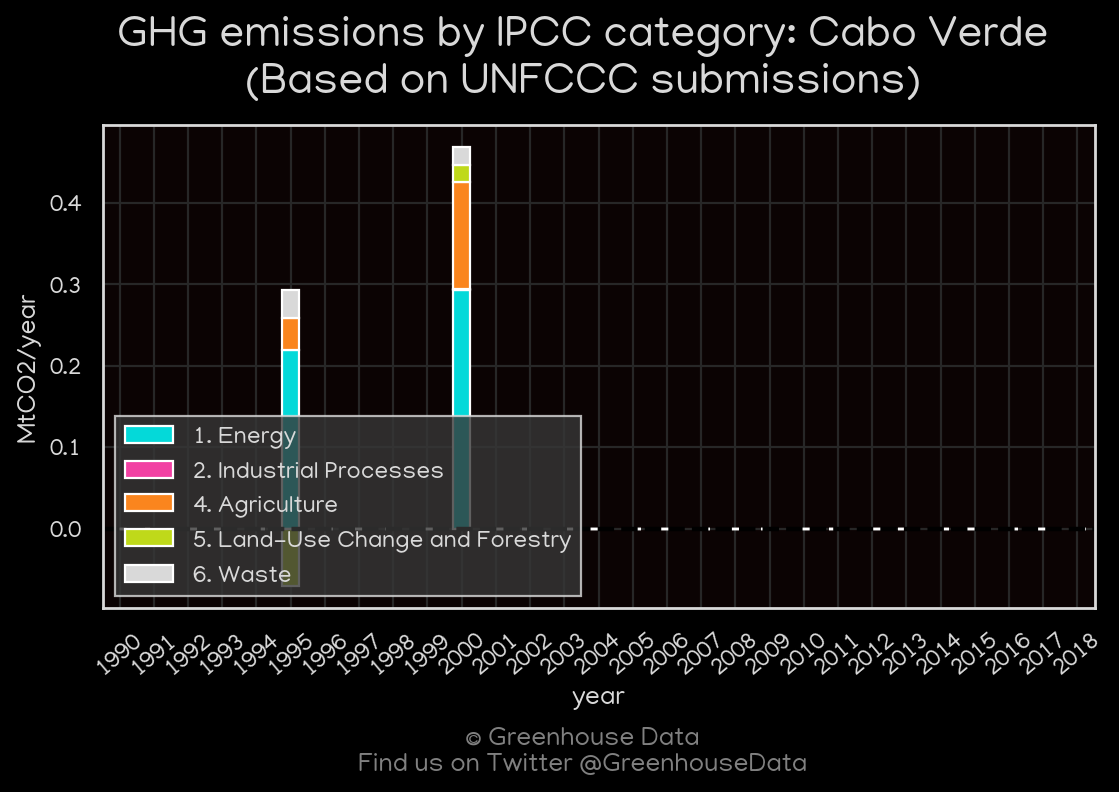 GHG emissions by IPCC category: Cabo Verde
(Based on UNFCCC submissions)
MtCO2/year
0.4
0.3
0.2
0.1
0.0
1. Energy
2. Industrial Processes
4. Agriculture
5. Land-Use Change and Forestry
6. Waste
1990 1991 1992 1993 1994 1995 1996 1997 1998 1999 2000 2001 2002 2003 2004 2005 2006 2007 2008 2009 2010 2011 2012 2013 2014 2015 2016 2017 2018
year
© Greenhouse Data
Find us on Twitter @GreenhouseData